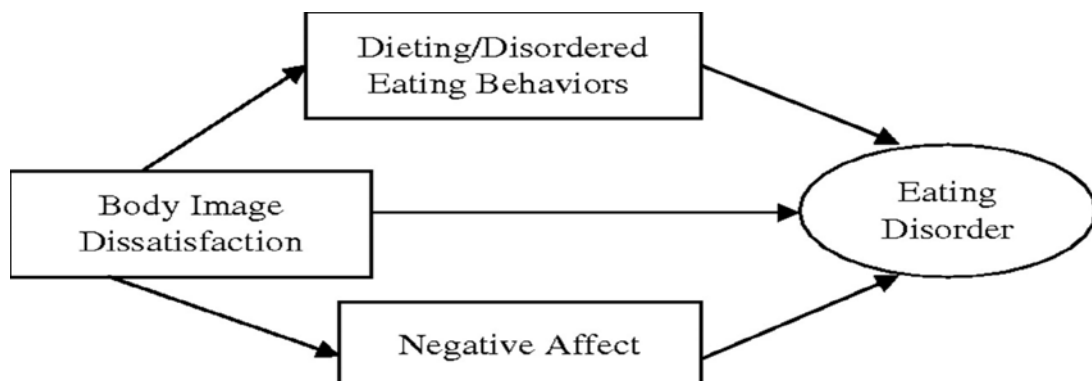 Dieting/Disordered
Eating Behaviors
Body Image
Dissatisfaction
Eating
Disorder
Negative Affect